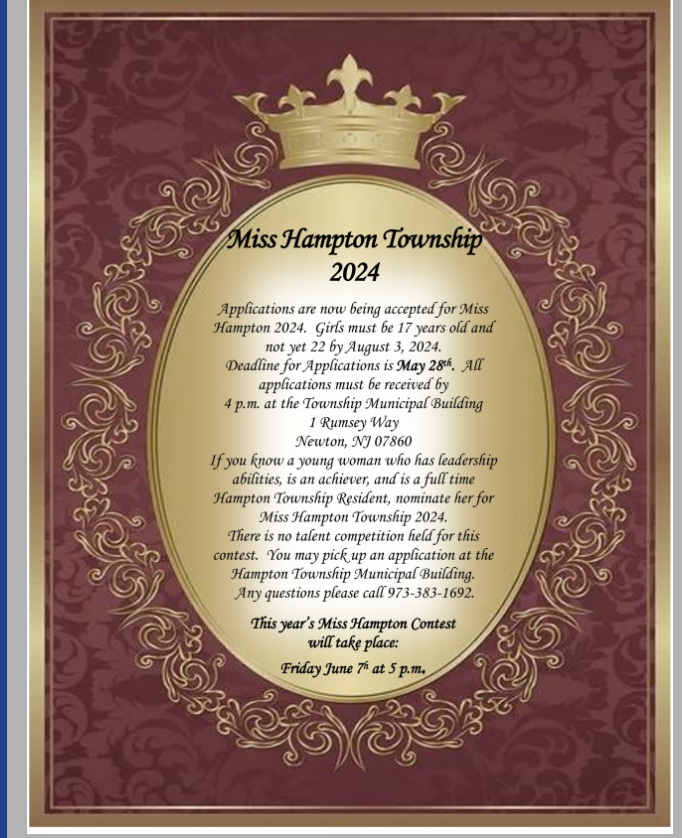 Miss Hampton Township
2024
Applications are now being accepted for Miss
Hampton 2024. Girls must be 17 years old and
not yet 22 by August 3, 2024.
Deadline for Applications is May 28th. All
applications must be received by
4 p.m. at the Township Municipal Building
1 Rumsey Way
Newton, NJ 07860
If you know a young woman who has leadership
abilities, is an achiever, and is a full time
Hampton Township Resident, nominate her for
Miss Hampton Township 2024.
There is no talent competition held for this
contest. You may pick up an application at the
Hampton Township Municipal Building.
Any questions please call 973-383-1692.
This year's Miss Hampton Contest
will take place:
Friday June 7h at 5 p.m.